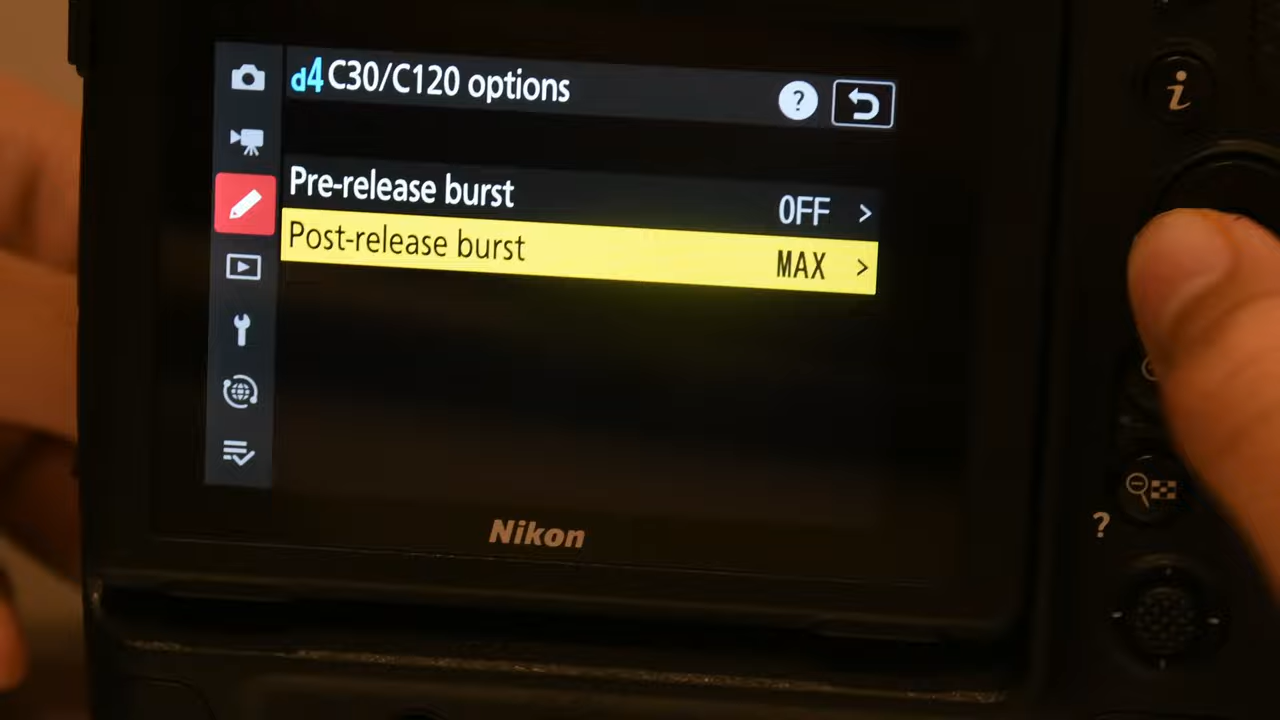 d4 C30/C120 options
?
Pre-release burst OFF >
Post-release burst MAX >
Nikon
i
?